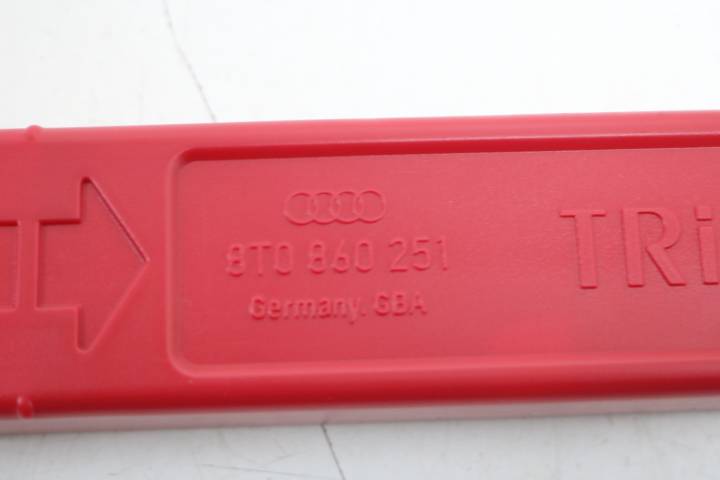 8T0 860 251
Germany. GBA
TRi